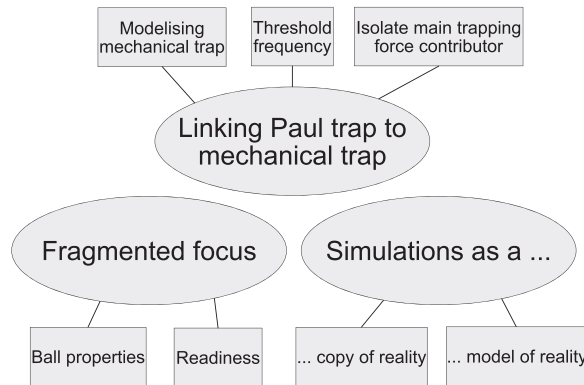 Modelising
mechanical trap
Threshold
frequency
Isolate main trapping
force contributor
Linking Paul trap to
mechanical trap
Fragmented focus
Simulations as a ...
Ball properties
Readiness
... copy of reality
... model of reality